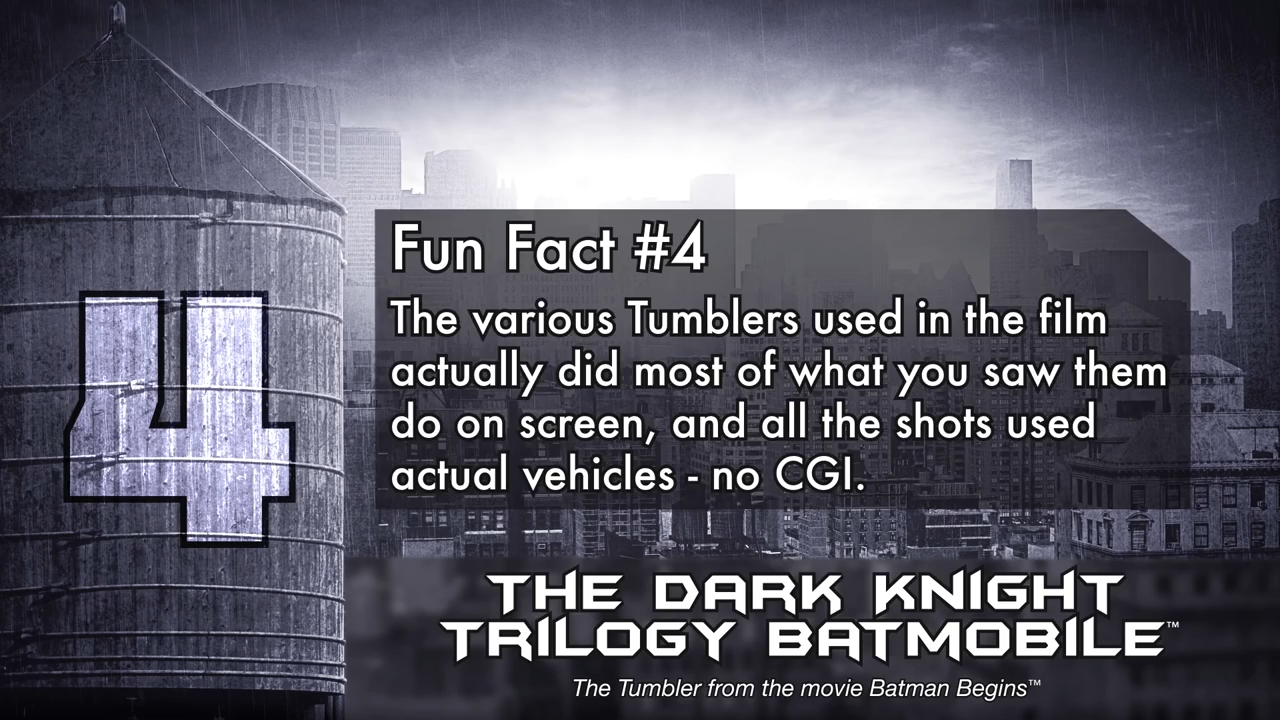 4
Fun Fact #4
The various Tumblers used in the film
actually did most of what you saw them
do on screen, and all the shots used
actual vehicles - no CGI.
THE DARK KNIGHT
TRILOGY BATMOBILE™
The Tumbler from the movie Batman Begins™